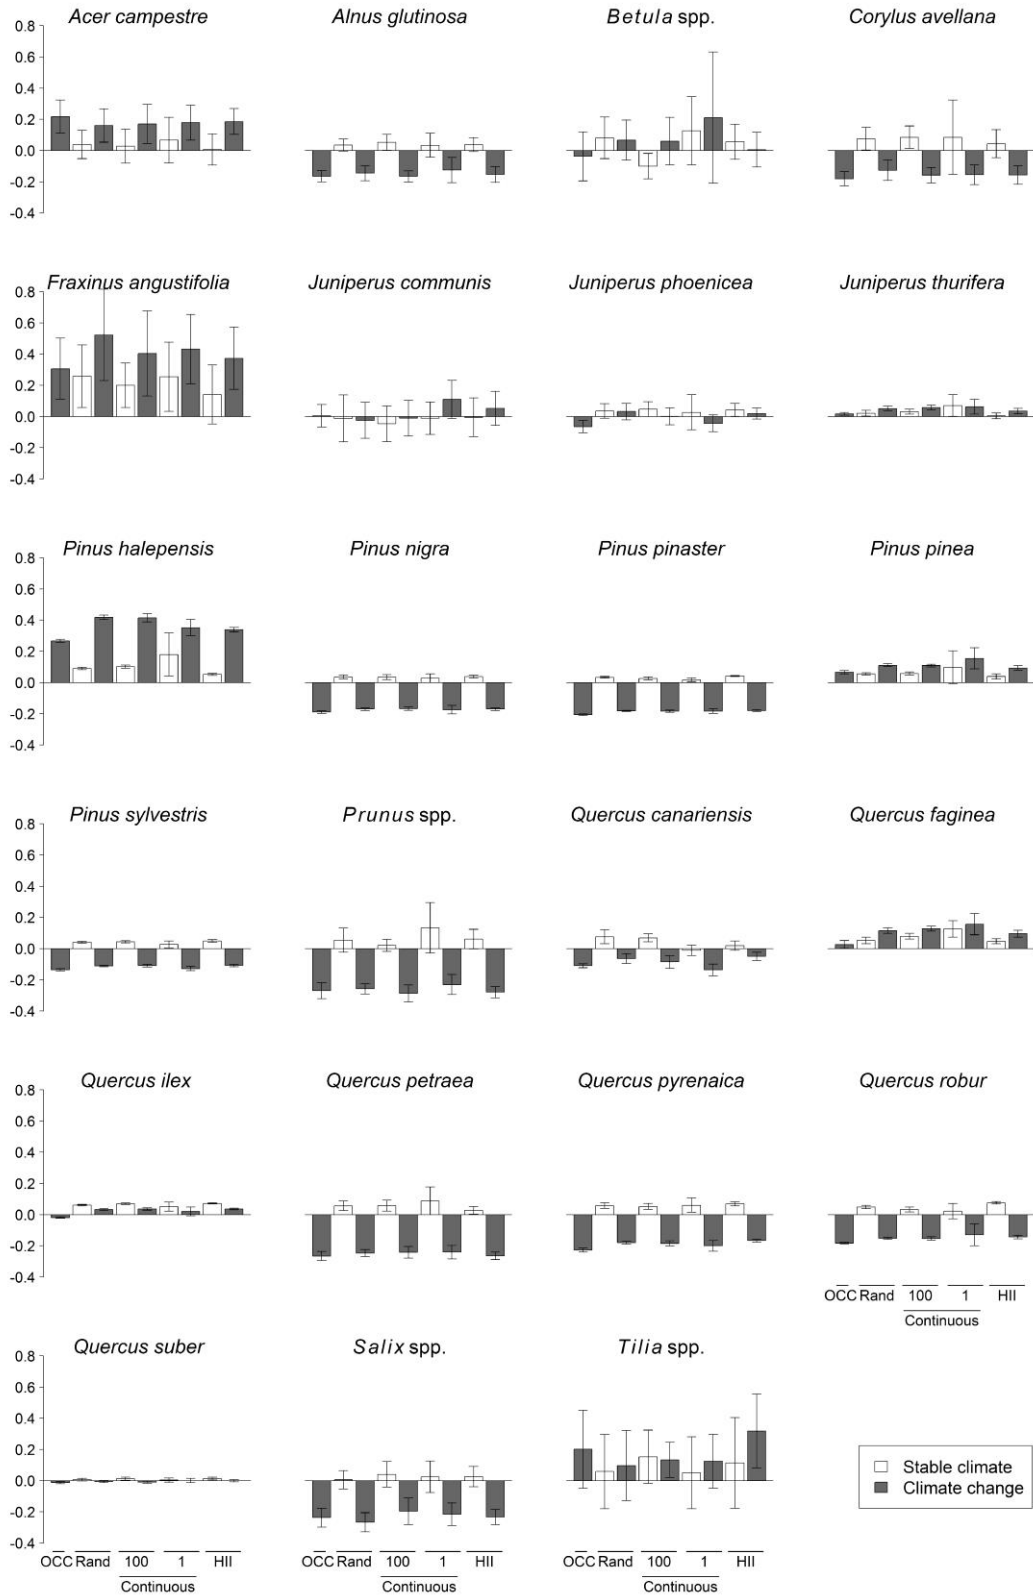 Acer campestre
Alnus glutinosa
Betula spp.
Corylus avellana
0.8
0.6
0.4
0.2
0.0
-0.2
-0.4
Fraxinus angustifolia
Juniperus communis
Juniperus phoenicea
Juniperus thurifera
0.8
0.6
0.4
0.2
0.0
-0.2
-0.4
Pinus halepensis
Pinus nigra
Pinus pinaster
Pinus pinea
0.8
0.6
0.4
0.2
0.0
-0.2
-0.4
Pinus sylvestris
Prunus spp.
Quercus canariensis
Quercus faginea
0.8
0.6
0.4
0.2
0.0
-0.2
-0.4
Quercus ilex
Quercus petraea
Quercus pyrenaica
Quercus robur
0.8
0.6
0.4
0.2
0.0
-0.2
-0.4
OCC Rand 100 1 HII
Continuous
Quercus suber
Salix spp.
Tilia spp.
0.8
0.6
0.4
0.2
0.0
-0.2
-0.4
Stable climate
Climate change
OCC Rand 100 1 HII
Continuous
OCC Rand 100 1 HII
Continuous
OCC Rand 100 1 HII
Continuous